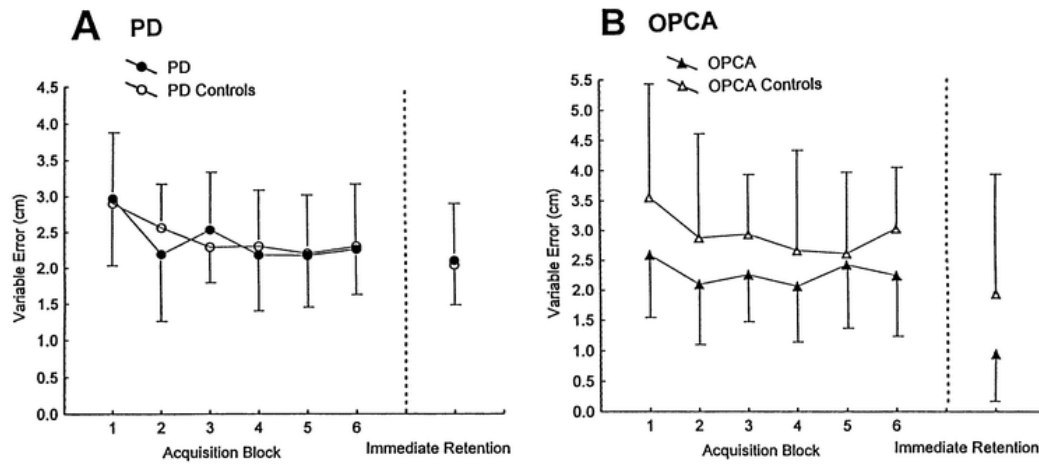 A PD
PD
PD Controls
4.5
4.0
3.5
3.0
2.5
2.0
1.5
1.0
0.5
0.0
Variable Error (cm)
1 2 3 4 5 6
Acquisition Block
Immediate Retention
B OPCA
OPCA
OPCA Controls
5.5
5.0
4.5
4.0
3.5
3.0
2.5
2.0
1.5
1.0
0.5
0.0
Variable Error (cm)
1 2 3 4 5 6
Acquisition Block
Immediate Retention